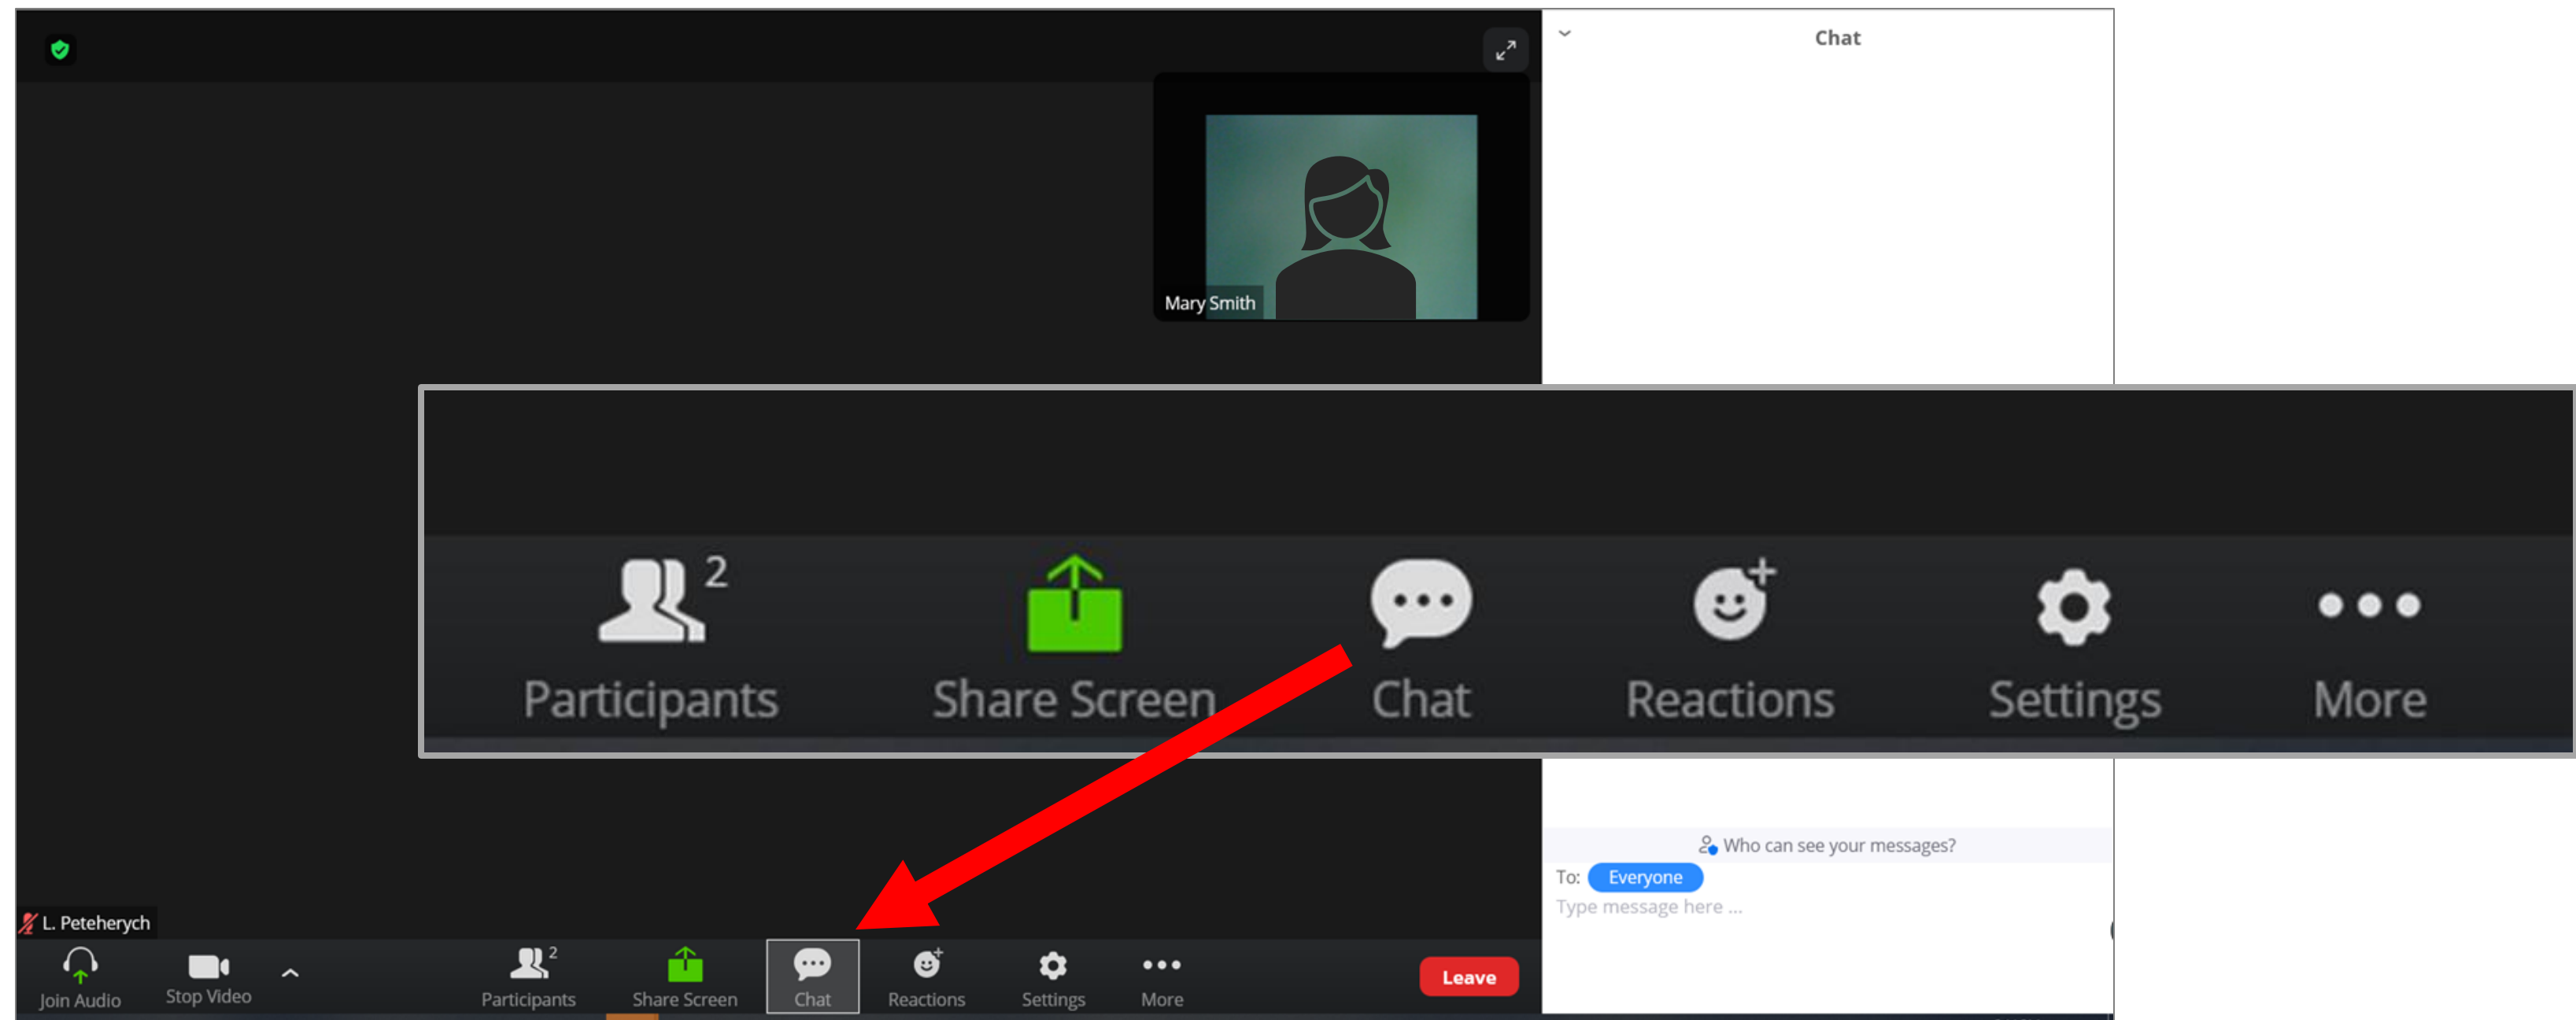 Chat
Mary Smith
2
Participants
Share Screen
Chat
Reactions
Settings
More
Who can see your messages?
To: Everyone
Type message here ...
L. Peteherych
Join Audio
Stop Video
2
Participants
Share Screen
Chat
Reactions
Settings
More
Leave